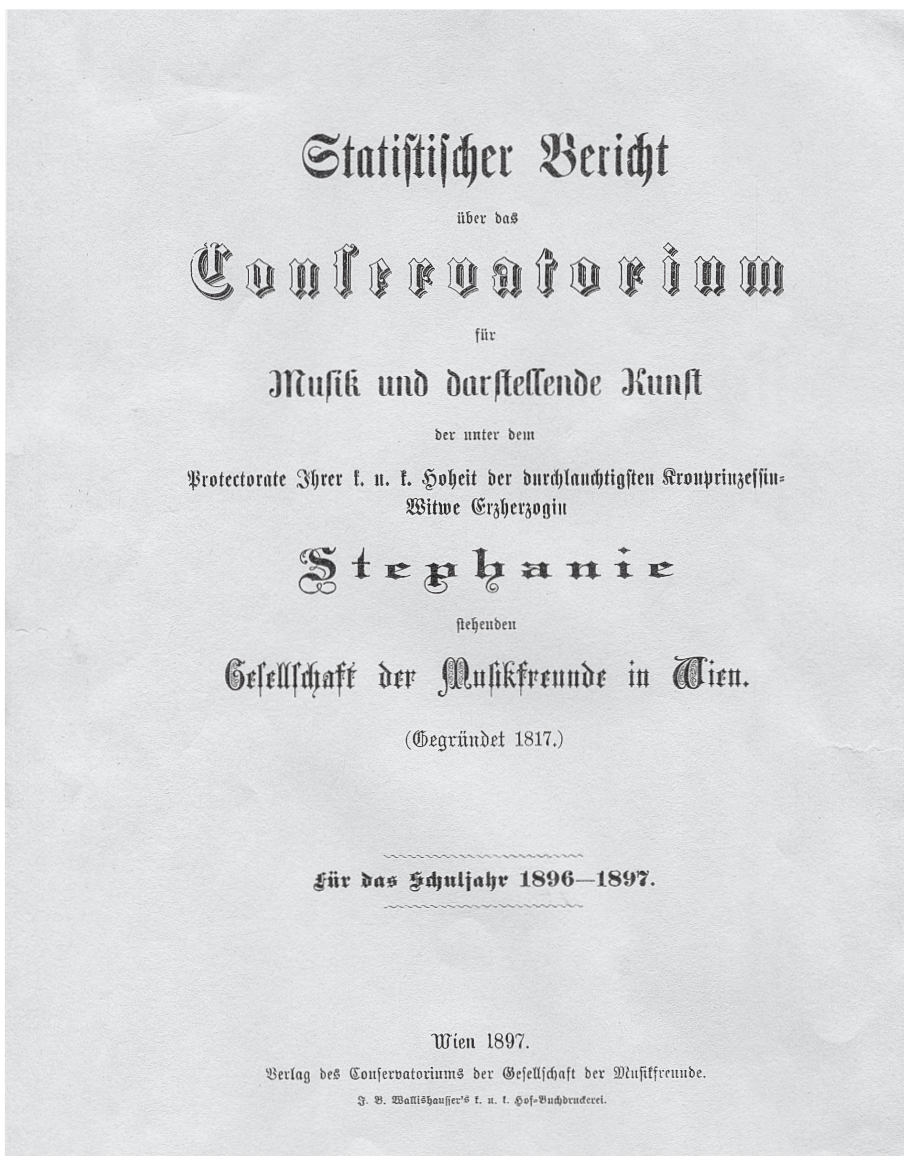 Statistischer Bericht
über das
Conservatorium
für
Musik und darstellende Kunst
der unter dem
Protectorate Ihrer k. u. k. Hoheit der durchlauchtigsten Kronprinzessin-
Witwe Erzherzogin
Stephanie
stehenden
Gesellschaft der Musikfreunde in Wien.
(Gegründet 1817.)
Für das Schuljahr 1896—1897.
Wien 1897.
Verlag des Conservatoriums der Gesellschaft der Musikfreunde.
J. B. Wallishausser's k. u. k. Hof-Buchdruckerei.